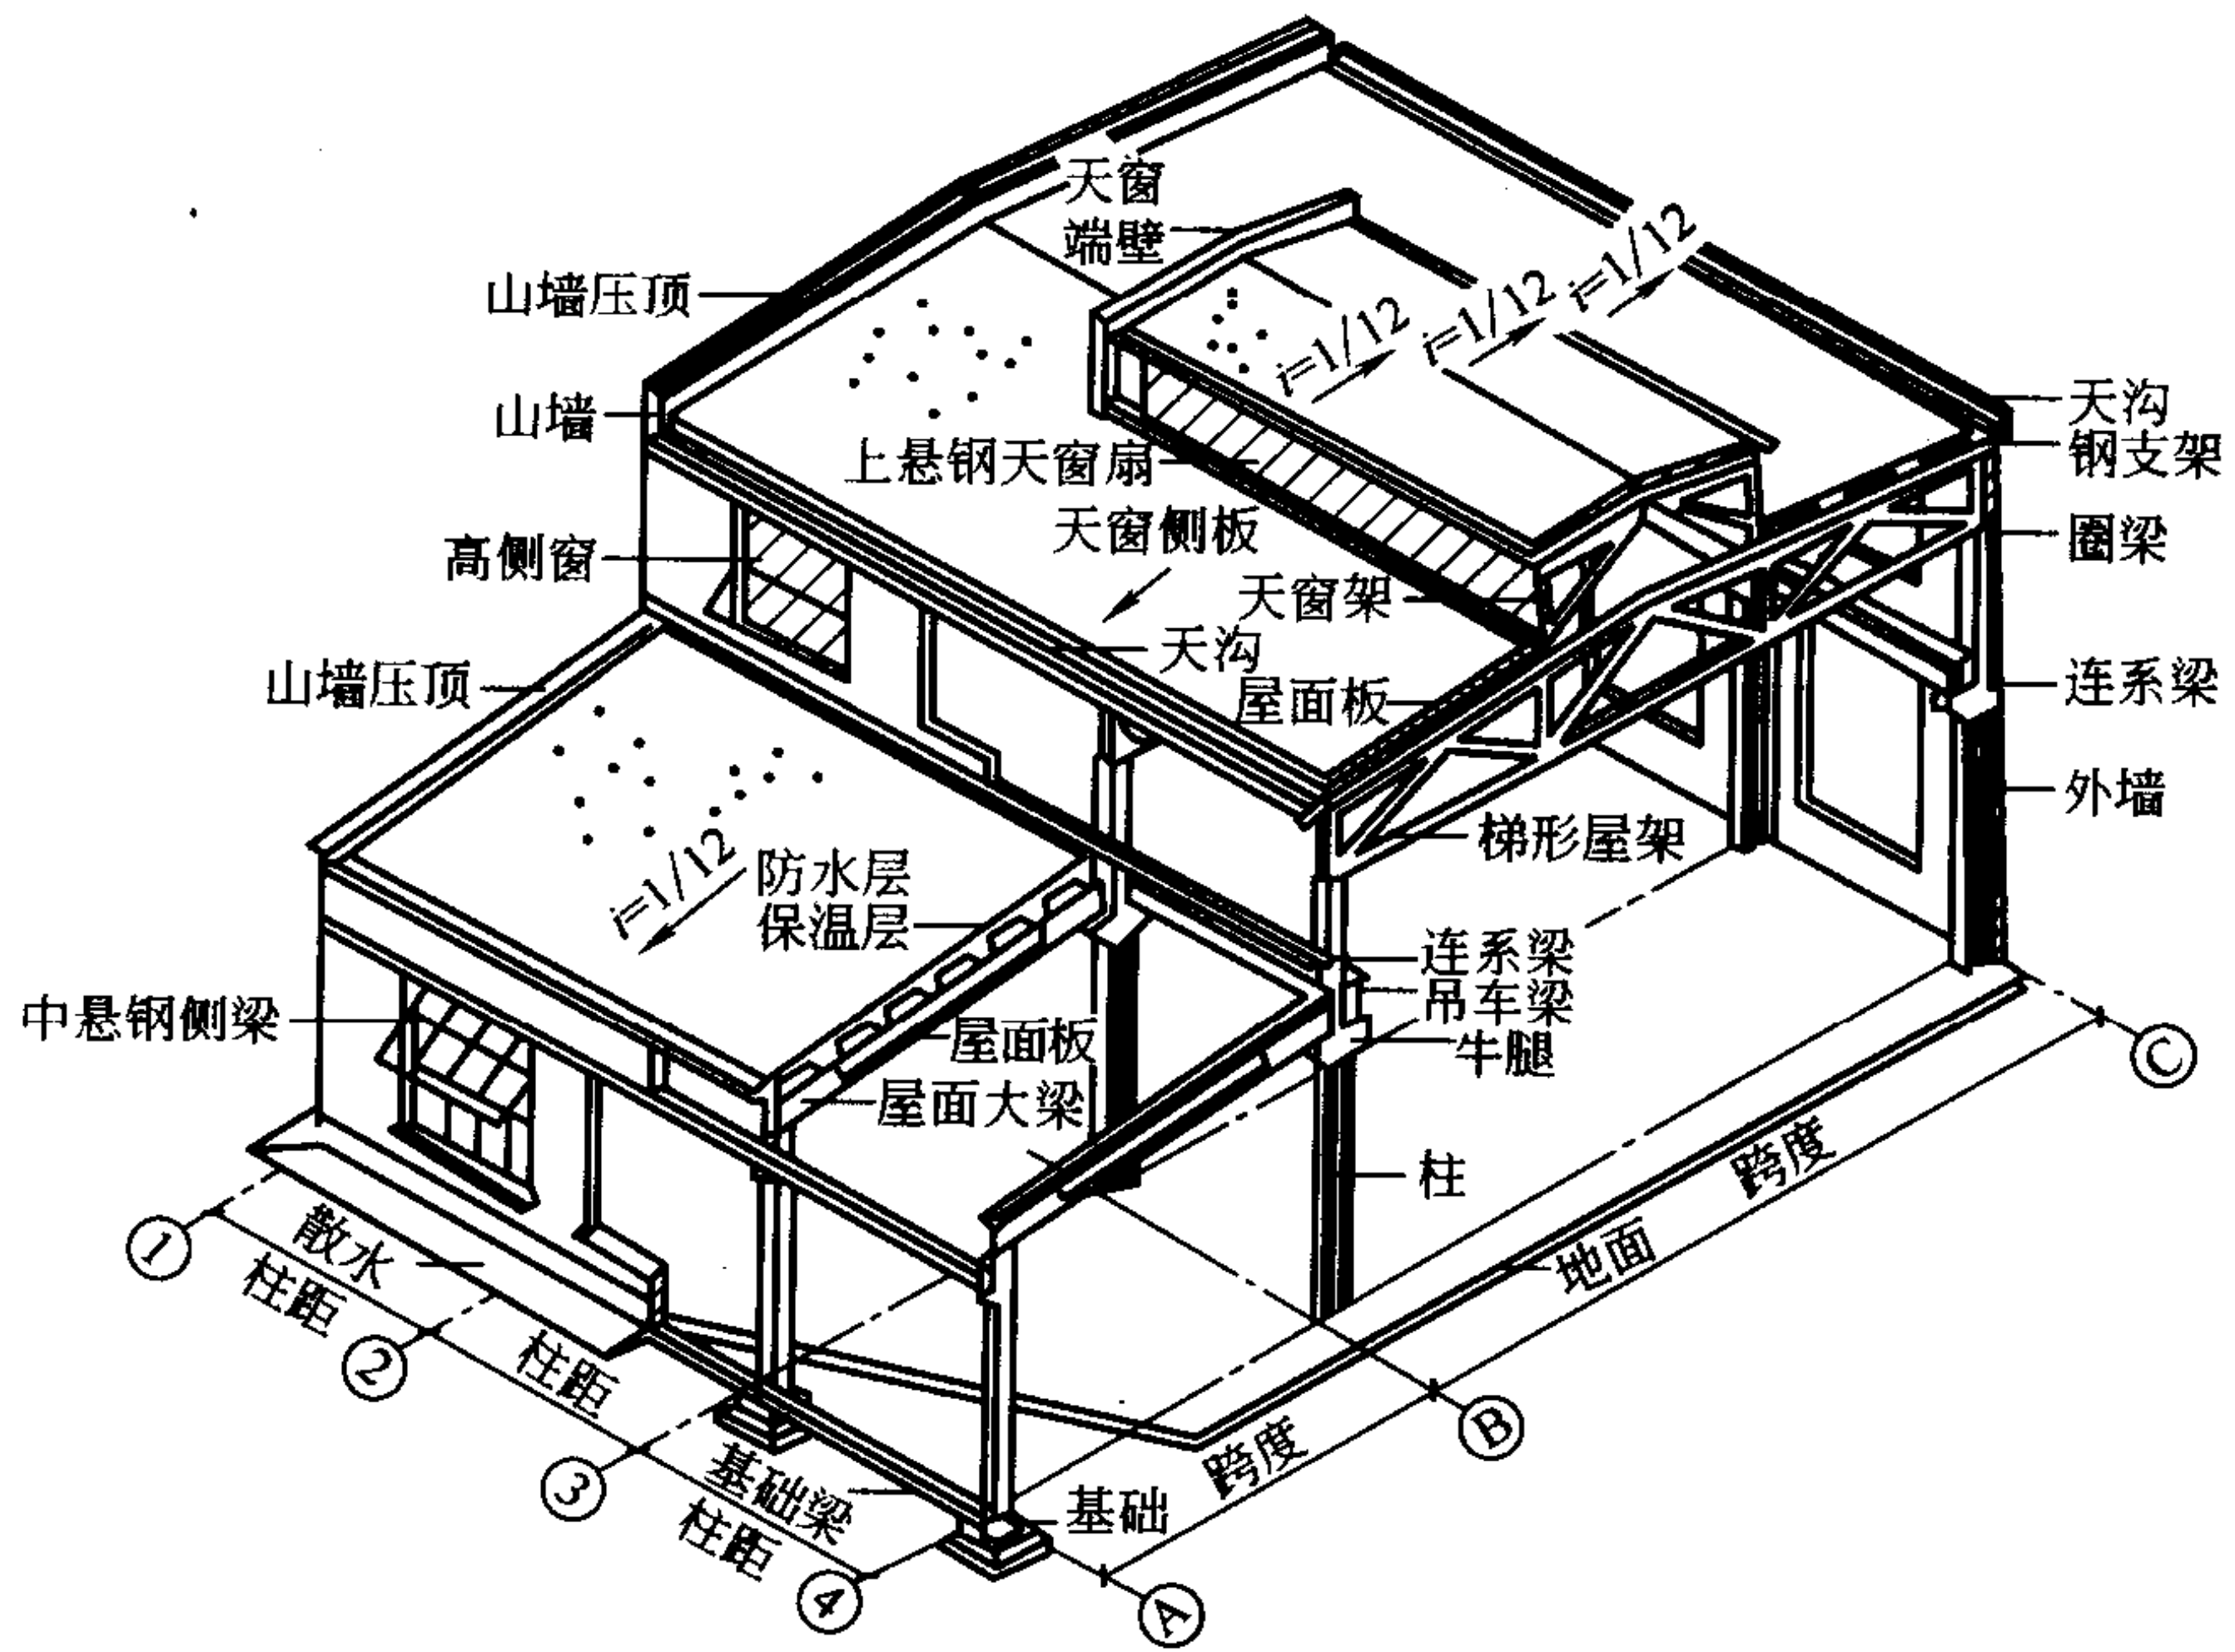 天窗
端壁
i=1/12
i=1/12
i=1/12
山墙压顶
天沟
山墙
钢支架
上悬钢天窗扇
天窗侧板
高侧窗
圈梁
天窗架
天沟
山墙压顶
屋面板
连系梁
外墙
i=1/12
防水层
保温层
梯形屋架
连系梁
吊车梁
中悬钢侧梁
屋面板
牛腿
屋面大梁
柱
跨度
地面
散水
柱距
柱距
柱距
基础梁
基础
跨度
1
2
3
4
A
B
C